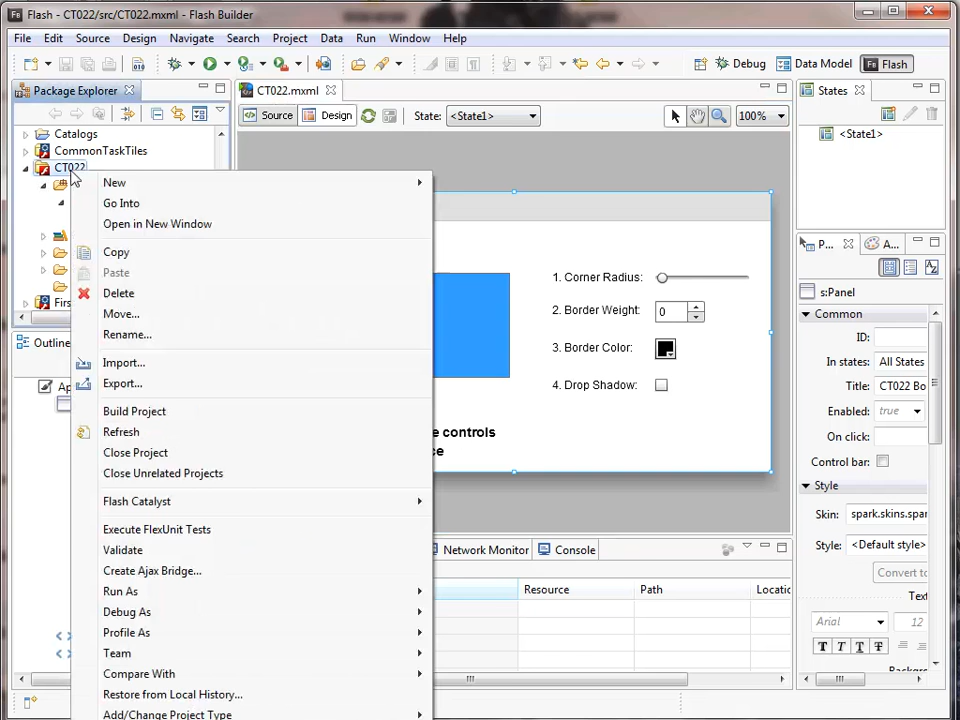 Flash - CT022/src/CT022.mxml - Flash Builder
File Edit Source Design Navigate Search Project Data Run Window Help
Debug Data Model Flash
Package Explorer
CT022.mxml
States
Source Design State: <State1> 100%
Catalogs
CommonTaskTiles
CT022
<State1>
New
Go Into
Open in New Window
Copy
Paste
Delete
Move...
Rename...
Import...
Export...
Build Project
Refresh
Close Project
Close Unrelated Projects
Flash Catalyst
Execute FlexUnit Tests
Validate
Create Ajax Bridge...
Run As
Debug As
Profile As
Team
Compare With
Restore from Local History...
Add/Change Project Type
Firs
Outline
Ap
1. Corner Radius:
2. Border Weight: 0
3. Border Color:
4. Drop Shadow:
e controls
ce
Network Monitor Console
Resource Path Locatio
P... A...
s:Panel
Common
ID:
In states: All States
Title: CT022 Bo
Enabled: true
On click:
Control bar:
Style
Skin: spark.skins.spar
Style: <Default style>
Convert to
Text
Arial 12
T T T T